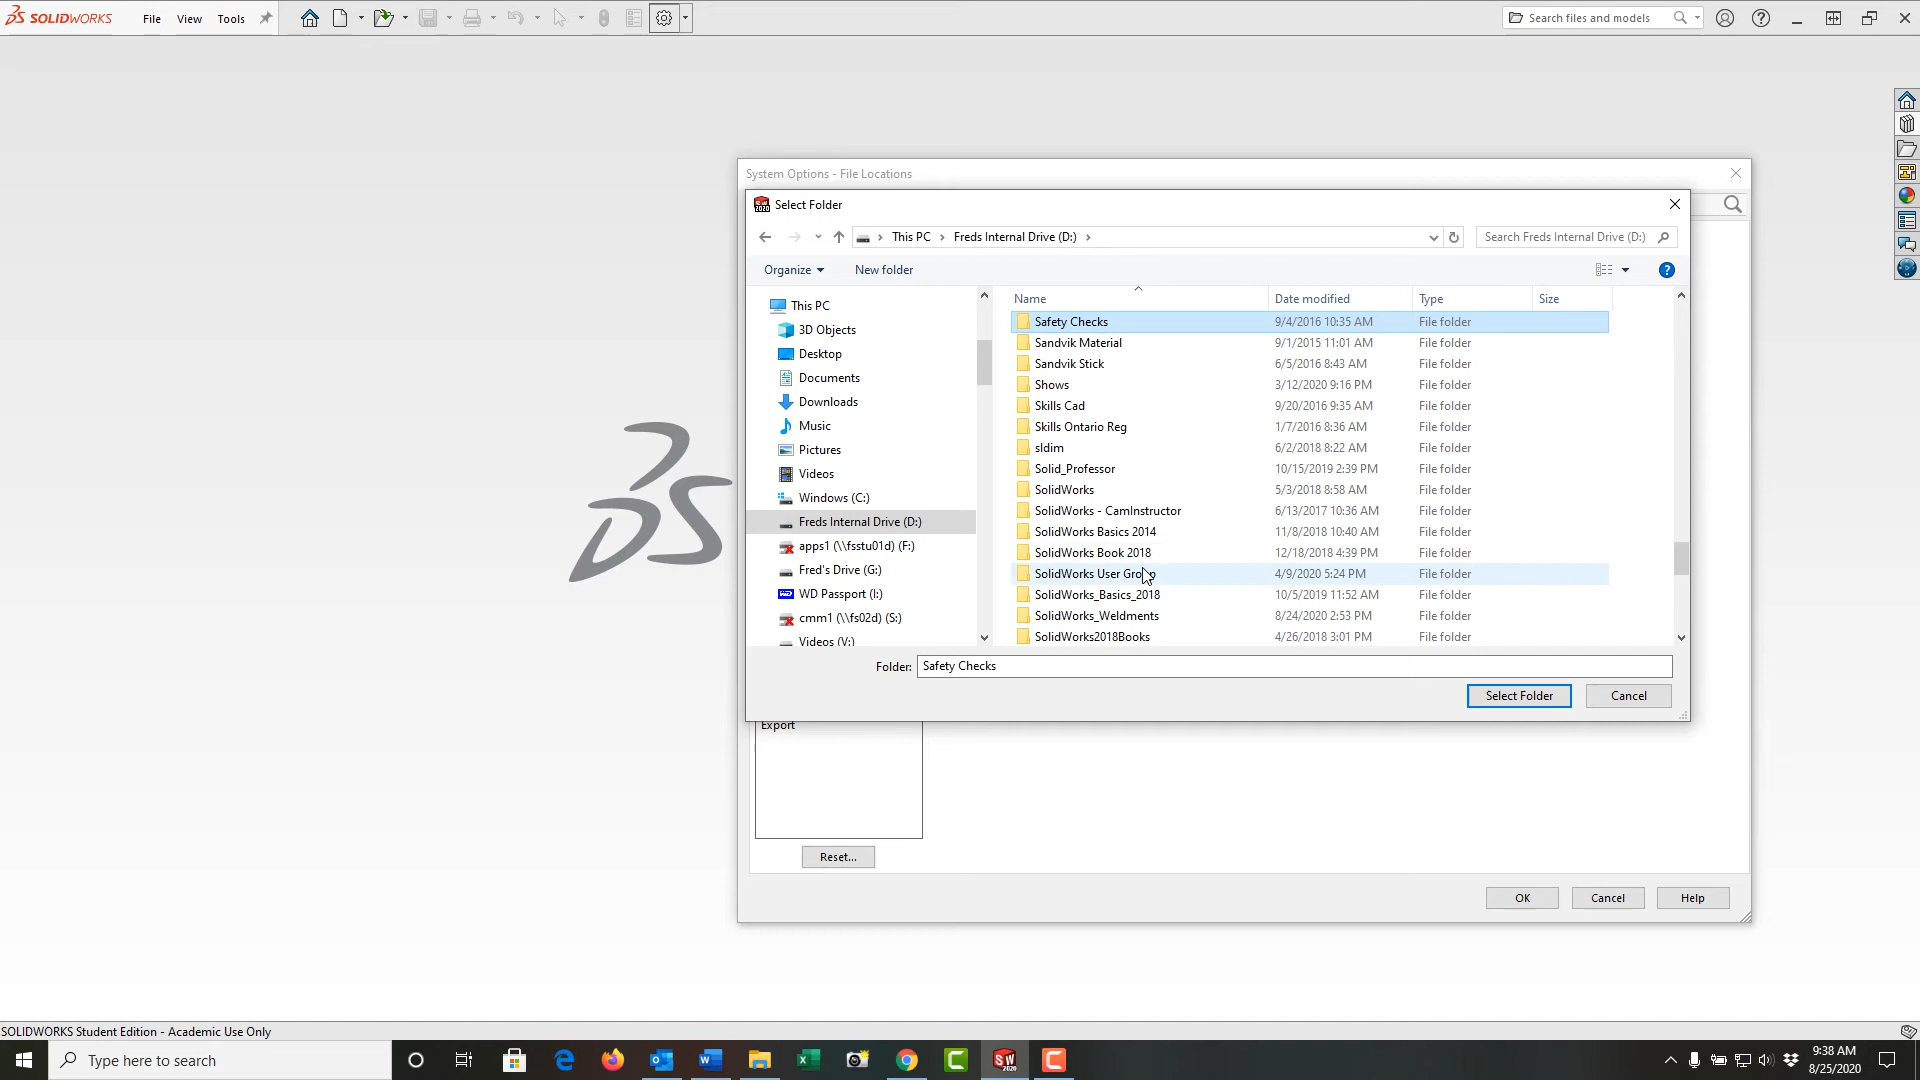 SOLIDWORKS File View Tools Search files and models
System Options - File Locations
Select Folder
This PC Freds Internal Drive (D:) Search Freds Internal Drive (D:)
Organize New folder
Name Date modified Type Size
This PC
3D Objects
Desktop
Documents
Downloads
Music
Pictures
Videos
Windows (C:)
Freds Internal Drive (D:)
apps1 (\\fsstu01d) (F:)
Fred's Drive (G:)
WD Passport (I:)
cmm1 (\\fs02d) (S:)
Videos (V:)
Safety Checks 9/4/2016 10:35 AM File folder
Sandvik Material 9/1/2015 11:01 AM File folder
Sandvik Stick 6/5/2016 8:43 AM File folder
Shows 3/12/2020 9:16 PM File folder
Skills Cad 9/20/2016 9:35 AM File folder
Skills Ontario Reg 1/7/2016 8:36 AM File folder
sldim 6/2/2018 8:22 AM File folder
Solid_Professor 10/15/2019 2:39 PM File folder
SolidWorks 5/3/2018 8:58 AM File folder
SolidWorks - CamInstructor 6/13/2017 10:36 AM File folder
SolidWorks Basics 2014 11/8/2018 10:40 AM File folder
SolidWorks Book 2018 12/18/2018 4:39 PM File folder
SolidWorks User Group 4/9/2020 5:24 PM File folder
SolidWorks_Basics_2018 10/5/2019 11:52 AM File folder
SolidWorks_Weldments 8/24/2020 2:53 PM File folder
SolidWorks2018Books 4/26/2018 3:01 PM File folder
Folder: Safety Checks
Select Folder Cancel
Export
Reset...
OK Cancel Help
SOLIDWORKS Student Edition - Academic Use Only
Type here to search
9:38 AM
8/25/2020